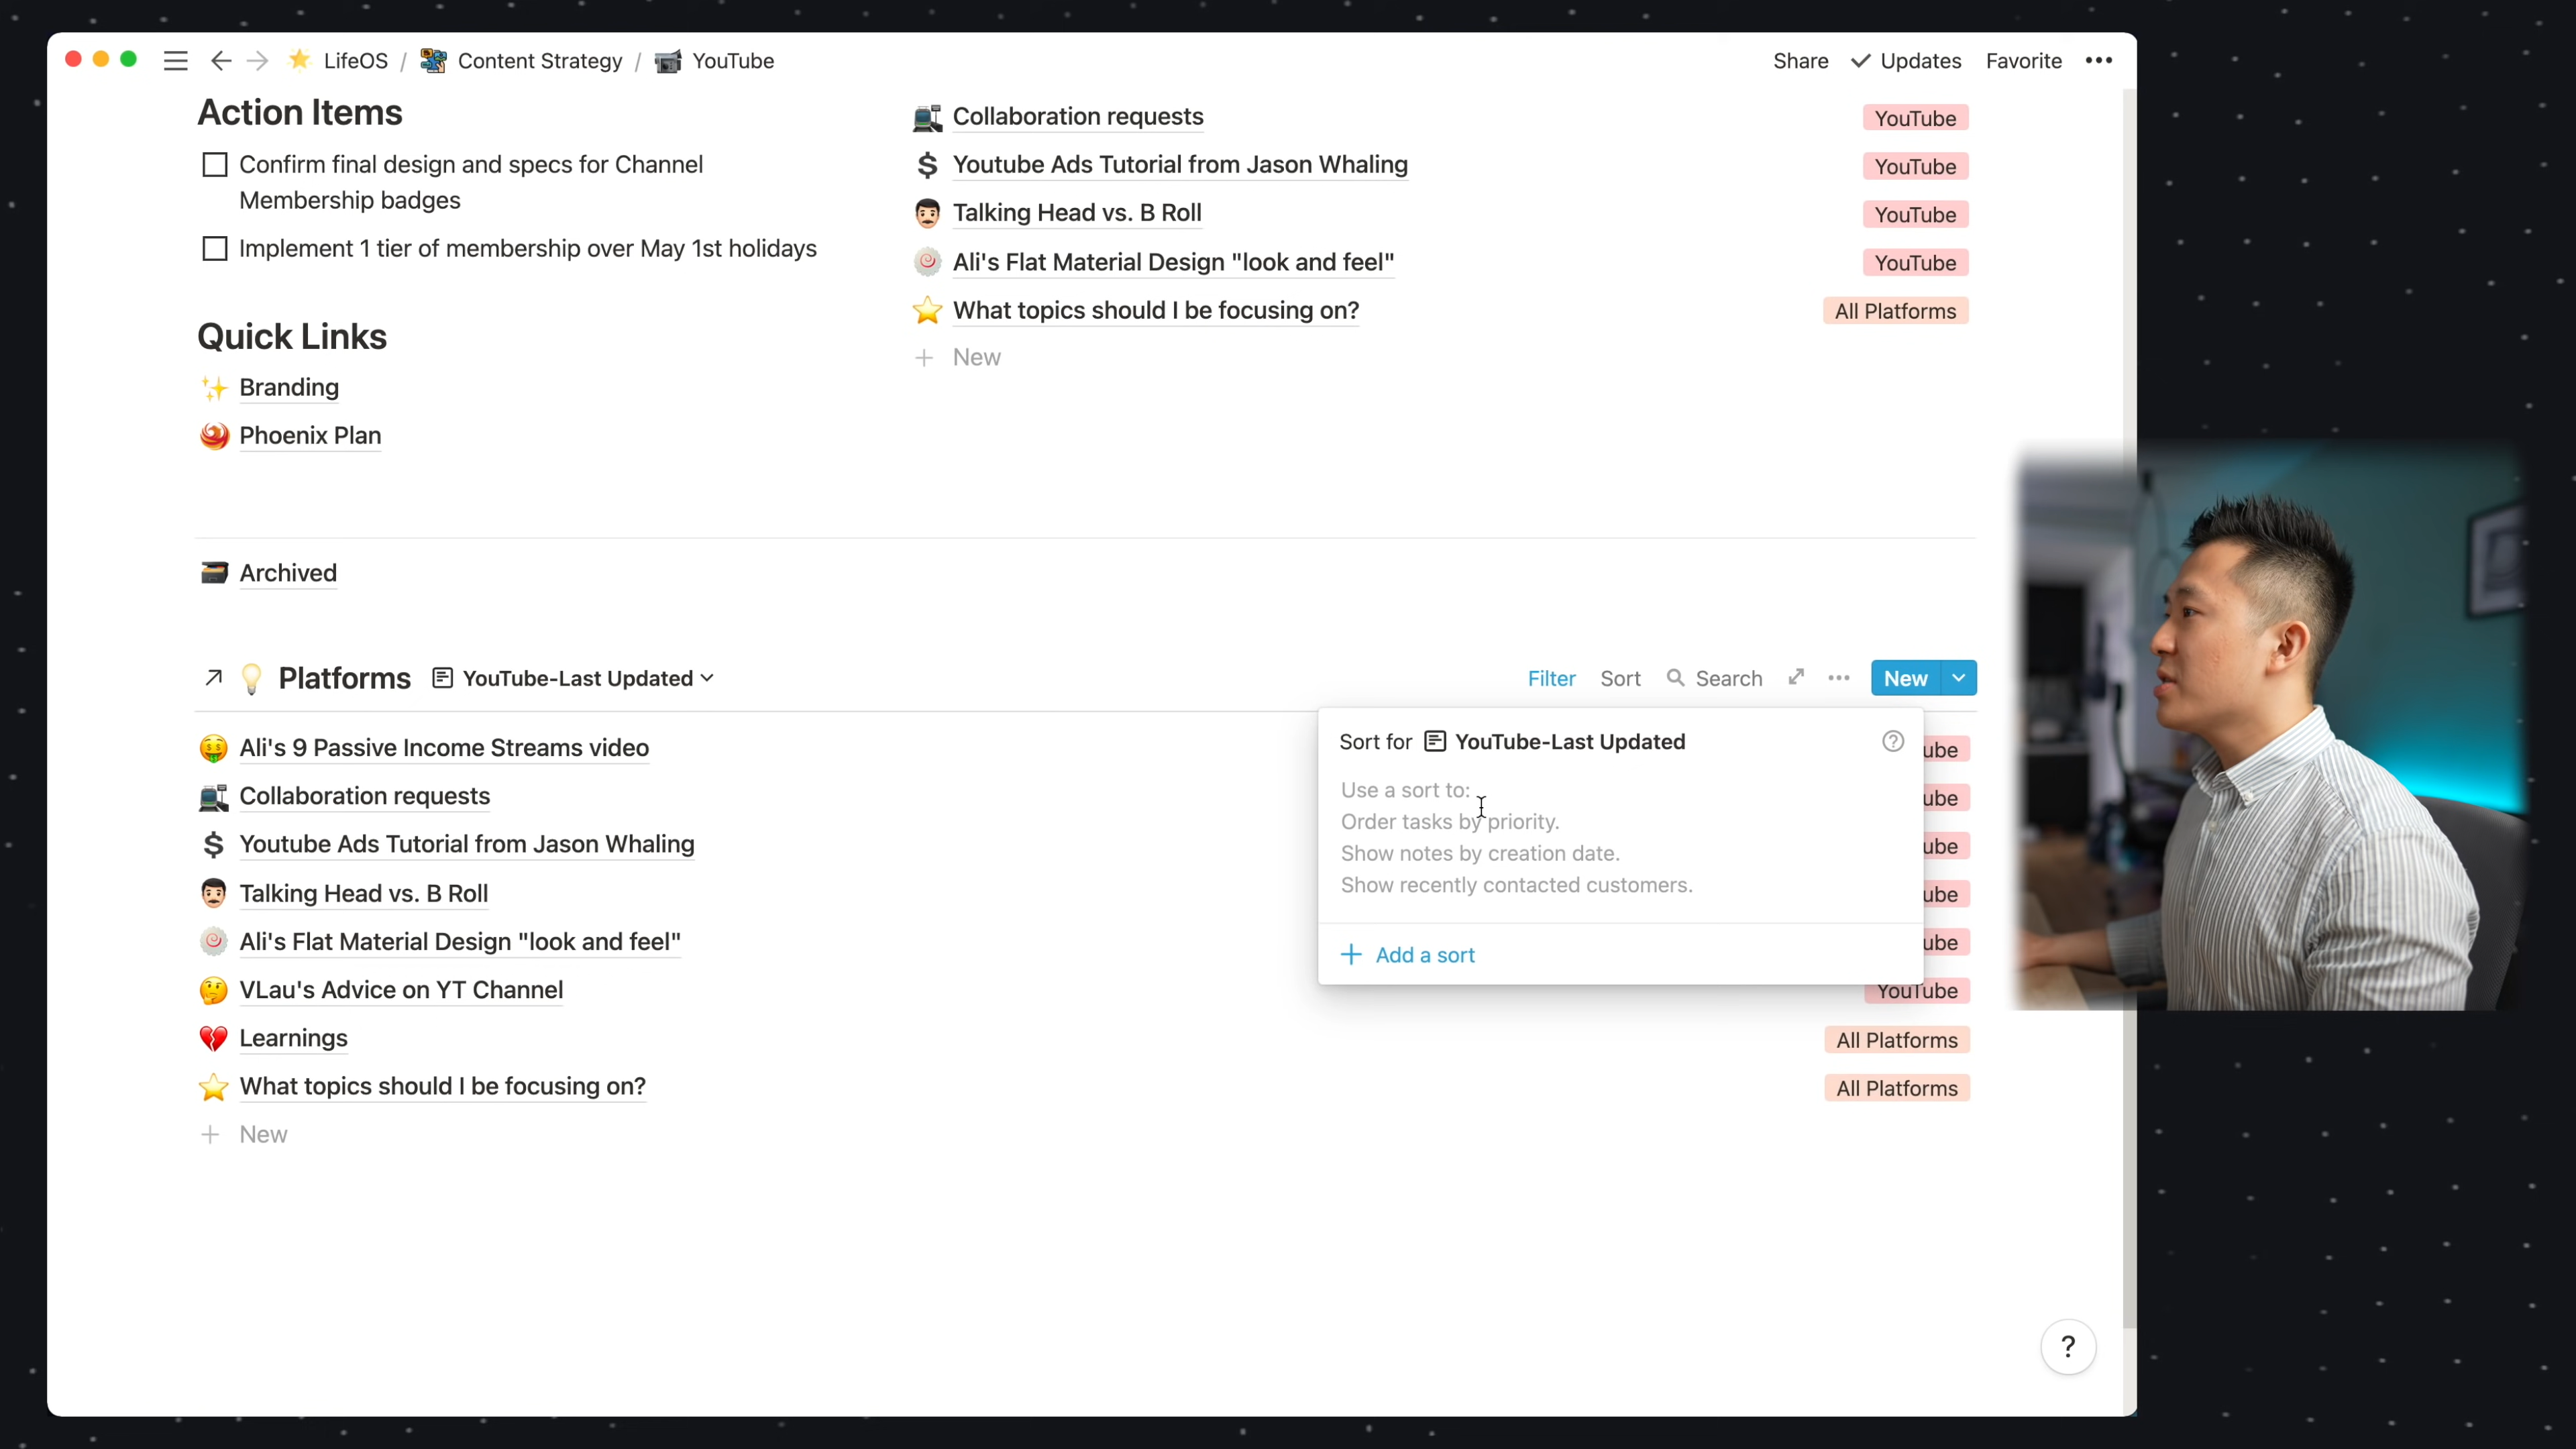 LifeOS / Content Strategy / YouTube
Share Updates Favorite
Action Items
Confirm final design and specs for Channel
Membership badges
Implement 1 tier of membership over May 1st holidays
Quick Links
Branding
Phoenix Plan
Collaboration requests YouTube
Youtube Ads Tutorial from Jason Whaling YouTube
Talking Head vs. B Roll YouTube
Ali's Flat Material Design "look and feel" YouTube
What topics should I be focusing on? All Platforms
+ New
Archived
Platforms YouTube-Last Updated Filter Sort Search New
Sort for YouTube-Last Updated ?
Use a sort to:
Order tasks by priority.
Show notes by creation date.
Show recently contacted customers.
+ Add a sort
Ali's 9 Passive Income Streams video ube
Collaboration requests ube
$ Youtube Ads Tutorial from Jason Whaling ube
Talking Head vs. B Roll ube
Ali's Flat Material Design "look and feel" ube
VLau's Advice on YT Channel YouTube
Learnings All Platforms
What topics should I be focusing on? All Platforms
+ New
?